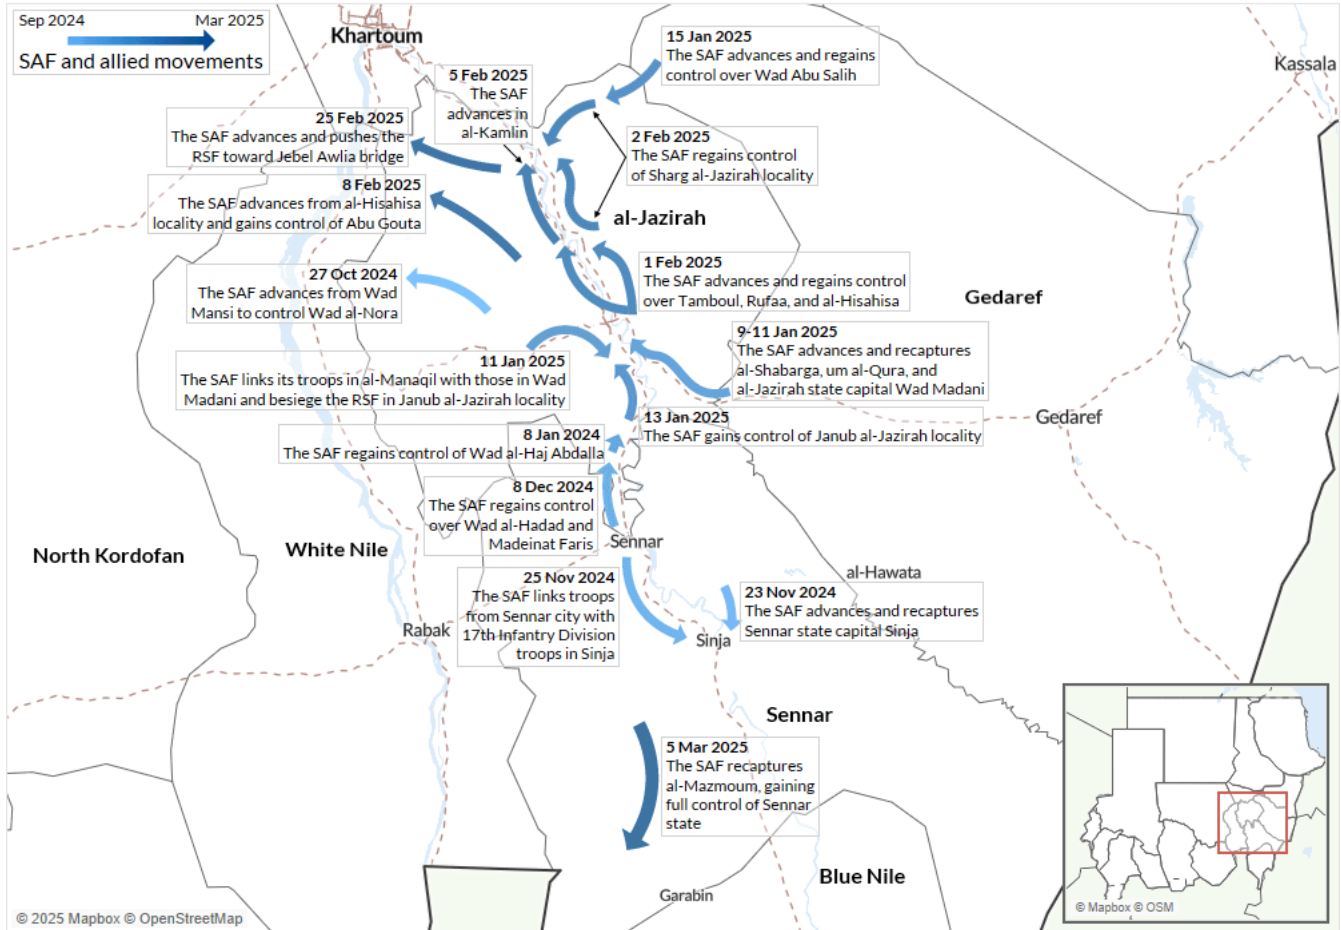 Sep 2024
Mar 2025
SAF and allied movements
Khartoum
15 Jan 2025
The SAF advances and regains
control over Wad Abu Salih
Kassala
5 Feb 2025
The SAF
advances in
al-Kamlin
25 Feb 2025
The SAF advances and pushes the
RSF toward Jebel Awlia bridge
2 Feb 2025
The SAF regains control
of Sharg al-Jazirah locality
8 Feb 2025
The SAF advances from al-Hisahisa
locality and gains control of Abu Gouta
al-Jazirah
27 Oct 2024
The SAF advances from Wad
Mansi to control Wad al-Nora
1 Feb 2025
The SAF advances and regains control
over Tamboul, Rufaa, and al-Hisahisa
Gedaref
9-11 Jan 2025
The SAF advances and recaptures
al-Shabarga, um al-Qura, and
al-Jazirah state capital Wad Madani
11 Jan 2025
The SAF links its troops in al-Manaqil with those in Wad
Madani and besiege the RSF in Janub al-Jazirah locality
13 Jan 2025
The SAF gains control of Janub al-Jazirah locality
Gedaref
8 Jan 2024
The SAF regains control of Wad al-Haj Abdalla
8 Dec 2024
The SAF regains control
over Wad al-Hadad and
Madeinat Faris
Sennar
North Kordofan
White Nile
25 Nov 2024
The SAF links troops
from Sennar city with
17th Infantry Division
troops in Sinja
al-Hawata
23 Nov 2024
The SAF advances and recaptures
Sennar state capital Sinja
Rabak
Sinja
Sennar
5 Mar 2025
The SAF recaptures
al-Mazmoum, gaining
full control of Sennar
state
Blue Nile
Garabin
© 2025 Mapbox © OpenStreetMap
© Mapbox © OSM